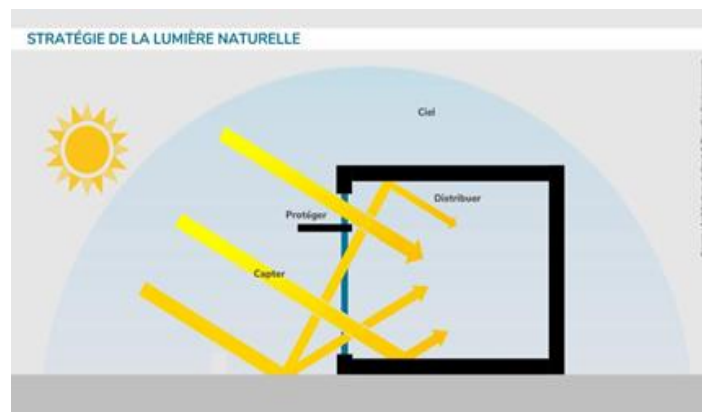 STRATÉGIE DE LA LUMIÈRE NATURELLE
Ciel
Distribuer
Protéger
Capter